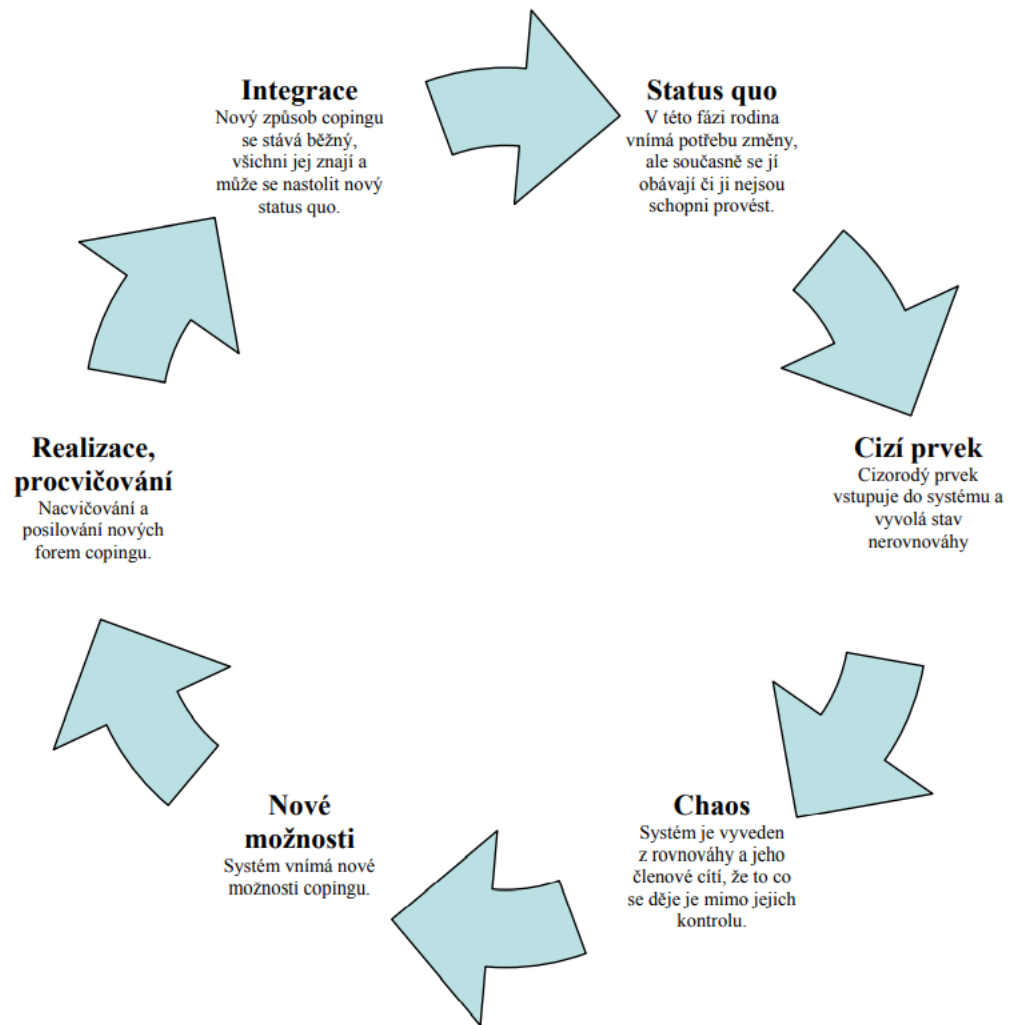 Integrace
Nový způsob copingu
se stává běžný,
všichni jej znají a
může se nastolit nový
status quo.
Status quo
V této fázi rodina
vnímá potřebu změny,
ale současně se jí
obávají či ji nejsou
schopni provést.
Cizí prvek
Cizorodý prvek
vstupuje do systému a
vyvolá stav
nerovnováhy
Chaos
Systém je vyveden
z rovnováhy a jeho
členové cítí, že to co
se děje je mimo jejich
kontrolu.
Nové
možnosti
Systém vnímá nové
možnosti copingu.
Realizace,
procvičování
Nacvičování a
posilování nových
forem copingu.